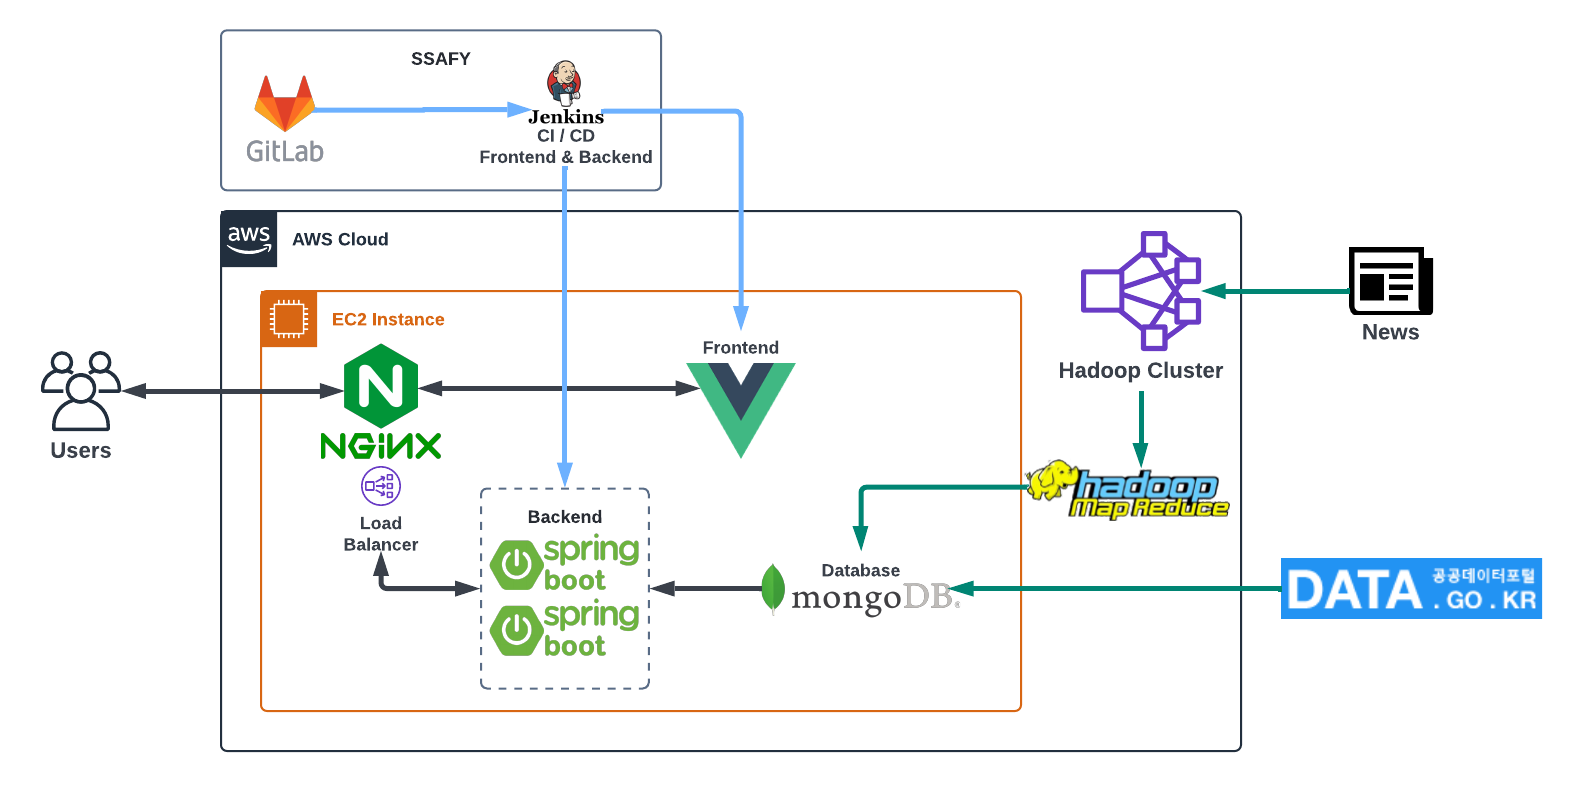 SSAFY
GitLab
Jenkins
CI / CD
Frontend & Backend
aws
AWS Cloud
EC2 Instance
Users
N
NGINX
Load
Balancer
Frontend
Backend
spring
boot
spring
boot
Database
mongoDB®
Hadoop Cluster
hadoop
Map Reduce
News
DATA
공공데이터포털
.GO.KR